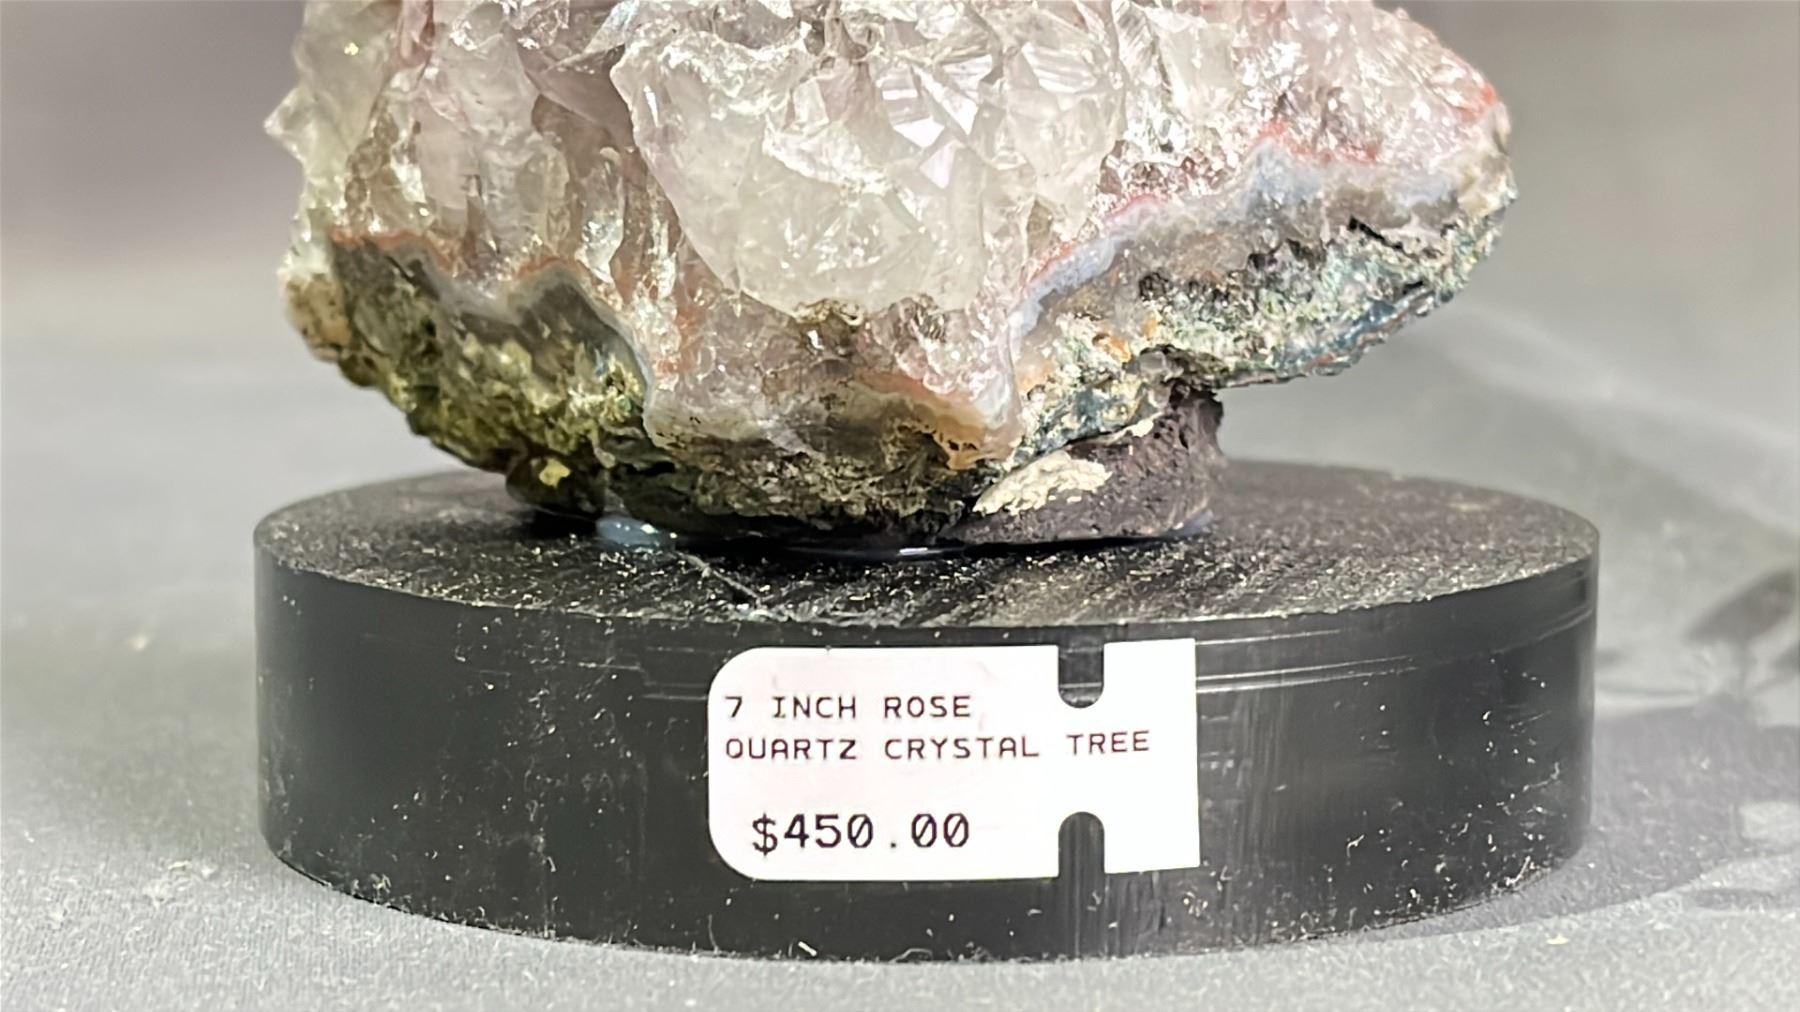 7 INCH ROSE
QUARTZ CRYSTAL TREE
$450.00